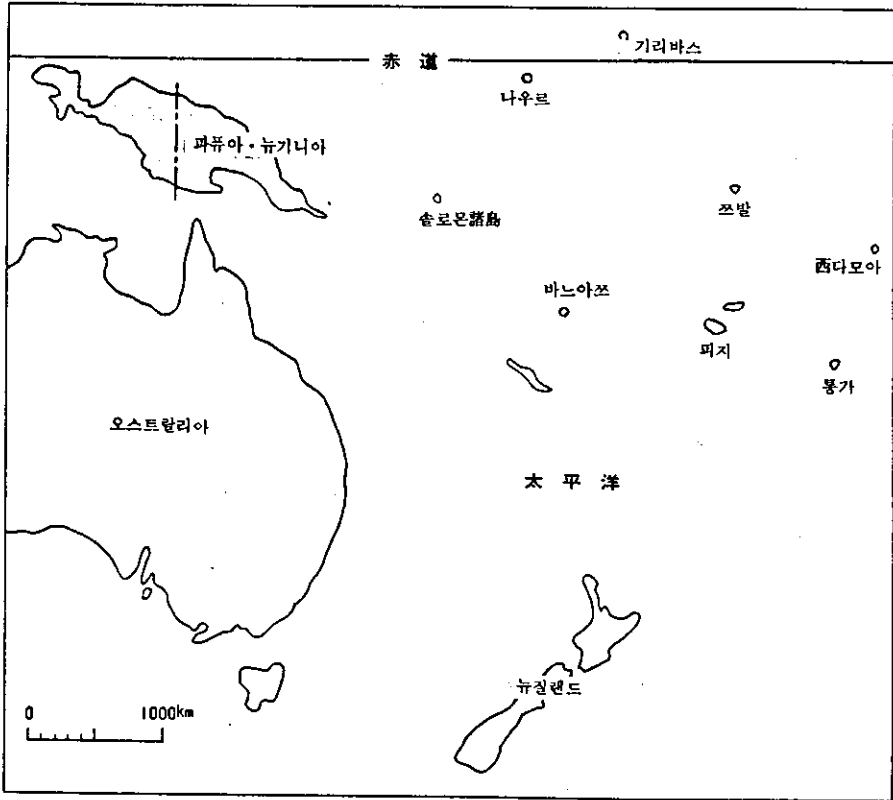 기리바스
赤 道
나우르
파퓨아・뉴기니아
솔로몬諸島
쯔발
西다모아
바느아쯔
피지
통가
오스트랄리아
太 平 洋
뉴질랜드
0 1000km